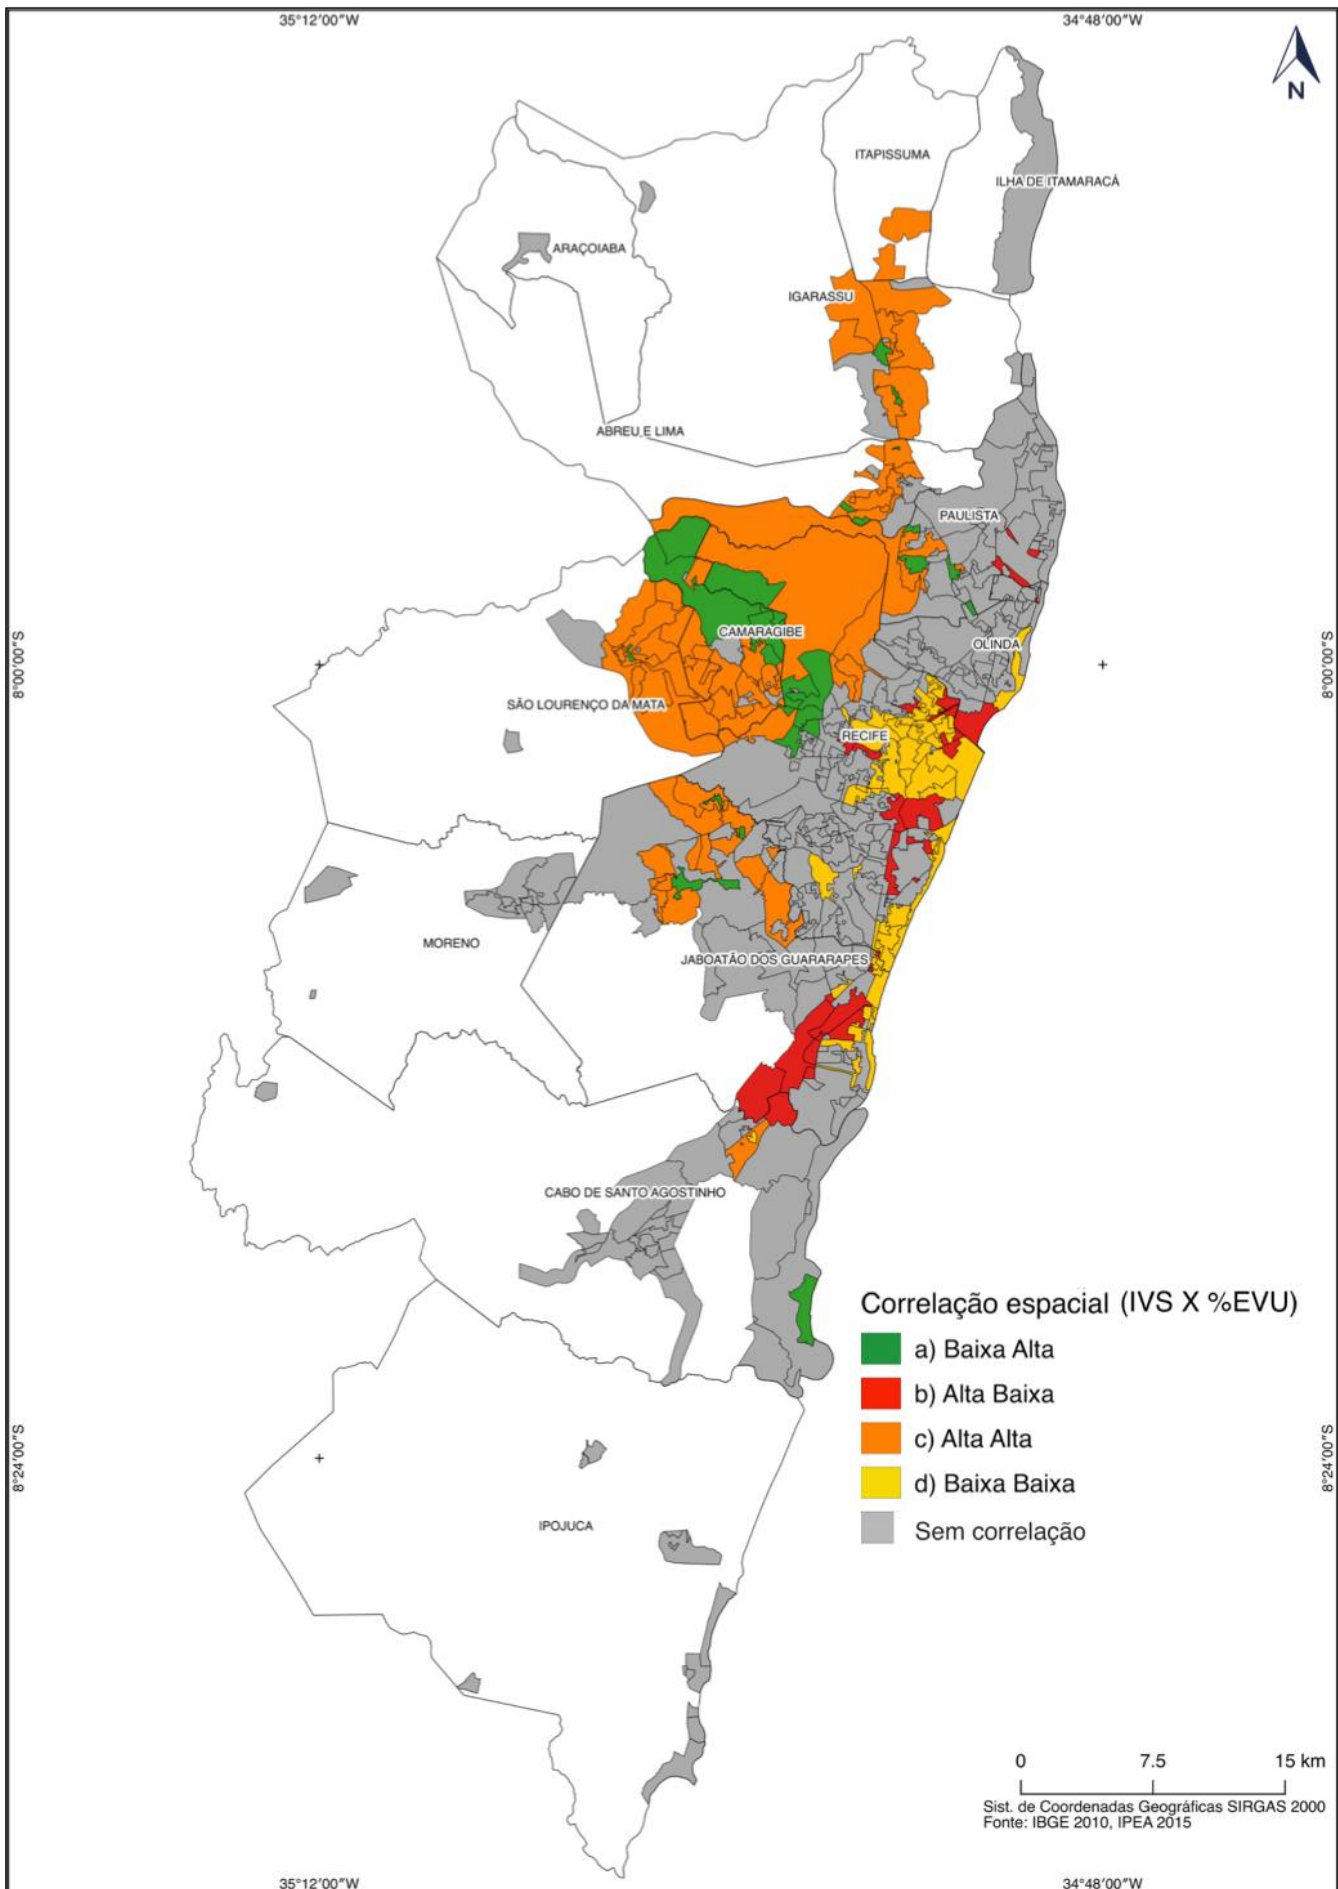 35°12'00"W
34°48'00"W
N
ITAPISSUMA
ILHA DE ITAMARACÁ
ARAÇOIABA
IGARASSU
ABREU E LIMA
PAULISTA
CAMARAGIBE
OLINDA
8°00'00"S
8°00'00"S
SÃO LOURENÇO DA MATA
RECIFE
MORENO
JABOATÃO DOS GUARARAPES
CABO DE SANTO AGOSTINHO
Correlação espacial (IVS X %EVU)
a) Baixa Alta
b) Alta Baixa
c) Alta Alta
d) Baixa Baixa
Sem correlação
8°24'00"S
8°24'00"S
IPOJUCA
0 7.5 15 km
Sist. de Coordenadas Geográficas SIRGAS 2000
Fonte: IBGE 2010, IPEA 2015
35°12'00"W
34°48'00"W